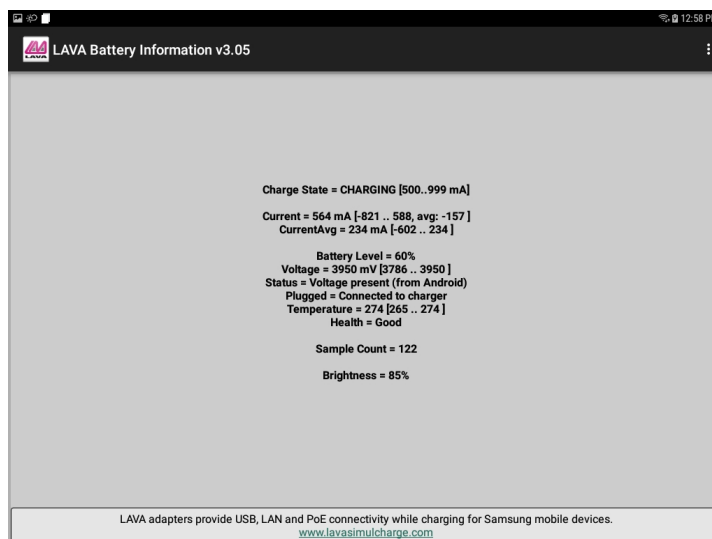 12:58 P
LAVA
LAVA Battery Information v3.05
Charge State = CHARGING [500..999 mA]
Current = 564 mA [-821 .. 588, avg: -157 ]
CurrentAvg = 234 mA [-602 .. 234 ]
Battery Level = 60%
Voltage = 3950 mV [3786 .. 3950 ]
Status = Voltage present (from Android)
Plugged = Connected to charger
Temperature = 274 [265 .. 274 ]
Health = Good
Sample Count = 122
Brightness = 85%
LAVA adapters provide USB, LAN and PoE connectivity while charging for Samsung mobile devices.
www.lavasimulcharge.com